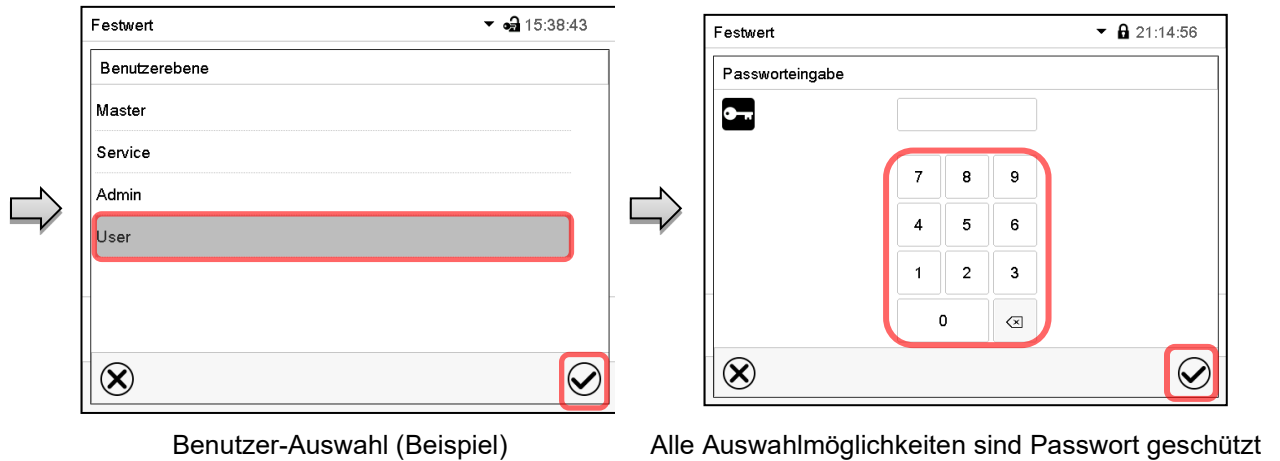 Festwert 15:38:43
Benutzerebene
Master
Service
Admin
User
Benutzer-Auswahl (Beispiel)
Festwert 21:14:56
Passworteingabe
7 8 9
4 5 6
1 2 3
0
Alle Auswahlmöglichkeiten sind Passwort geschützt